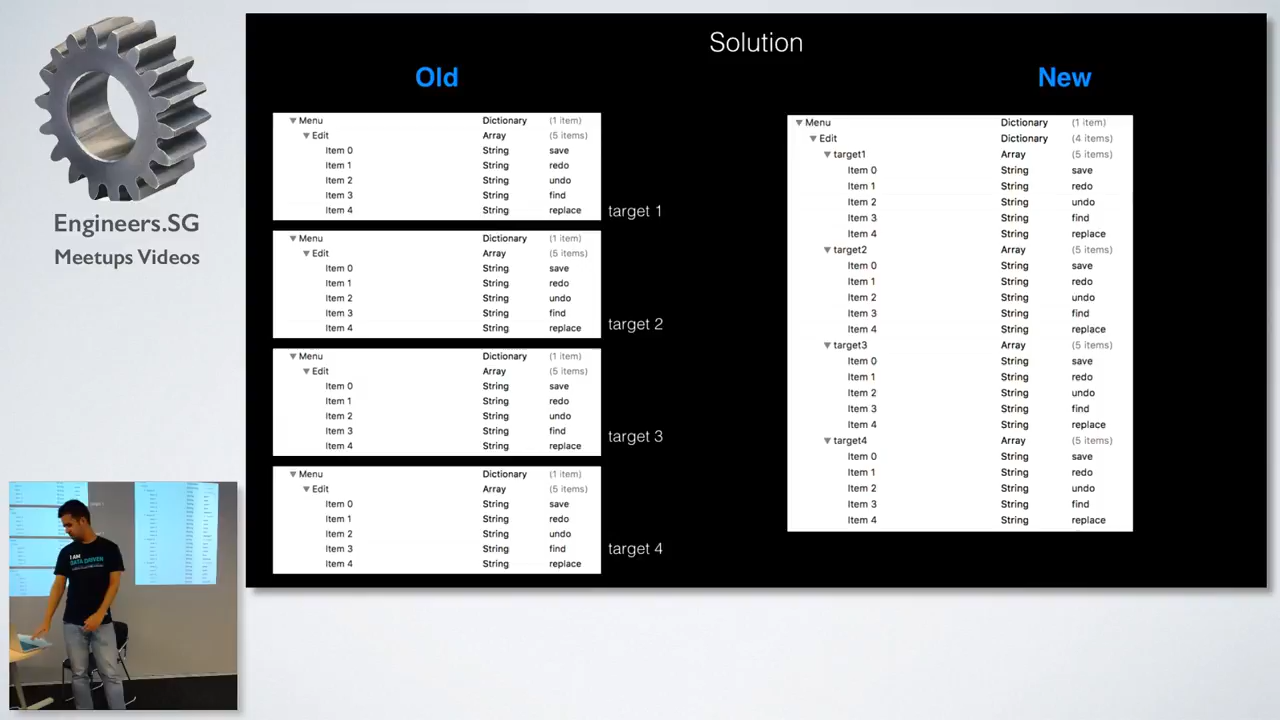 Engineers.SG
Meetups Videos
Solution
Old
Menu Dictionary (1 item)
Edit Array (5 items)
Item 0 String save
Item 1 String redo
Item 2 String undo
Item 3 String find
Item 4 String replace
target 1
Menu Dictionary (1 item)
Edit Array (5 items)
Item 0 String save
Item 1 String redo
Item 2 String undo
Item 3 String find
Item 4 String replace
target 2
Menu Dictionary (1 item)
Edit Array (5 items)
Item 0 String save
Item 1 String redo
Item 2 String undo
Item 3 String find
Item 4 String replace
target 3
Menu Dictionary (1 item)
Edit Array (5 items)
Item 0 String save
Item 1 String redo
Item 2 String undo
Item 3 String find
Item 4 String replace
target 4
New
Menu Dictionary (1 item)
Edit Dictionary (4 items)
target1 Array (5 items)
Item 0 String save
Item 1 String redo
Item 2 String undo
Item 3 String find
Item 4 String replace
target2 Array (5 items)
Item 0 String save
Item 1 String redo
Item 2 String undo
Item 3 String find
Item 4 String replace
target3 Array (5 items)
Item 0 String save
Item 1 String redo
Item 2 String undo
Item 3 String find
Item 4 String replace
target4 Array (5 items)
Item 0 String save
Item 1 String redo
Item 2 String undo
Item 3 String find
Item 4 String replace
I AM
DATA DRIVEN